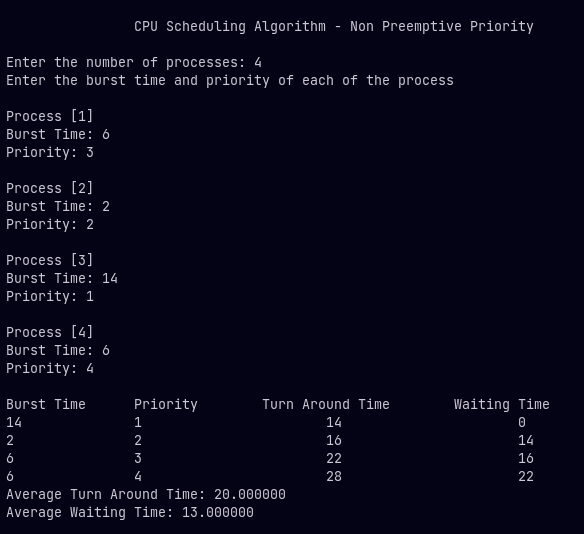 CPU Scheduling Algorithm - Non Preemptive Priority
Enter the number of processes: 4
Enter the burst time and priority of each of the process
Process [1]
Burst Time: 6
Priority: 3
Process [2]
Burst Time: 2
Priority: 2
Process [3]
Burst Time: 14
Priority: 1
Process [4]
Burst Time: 6
Priority: 4
Burst Time Priority Turn Around Time Waiting Time
14 1 14 0
2 2 16 14
6 3 22 16
6 4 28 22
Average Turn Around Time: 20.000000
Average Waiting Time: 13.000000